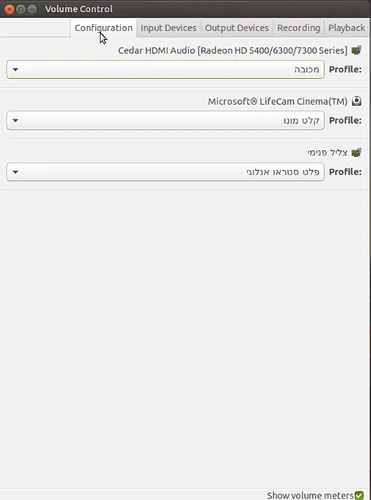 Volume Control
Playback
Recording
Output Devices
Input Devices
Configuration
Cedar HDMI Audio [Radeon HD 5400/6300/7300 Series]
Profile:
מכובה
Microsoft® LifeCam Cinema(TM)
Profile:
קלט מונו
צליל פנימי
Profile:
פלט סטראו אנלוגי
Show volume meters